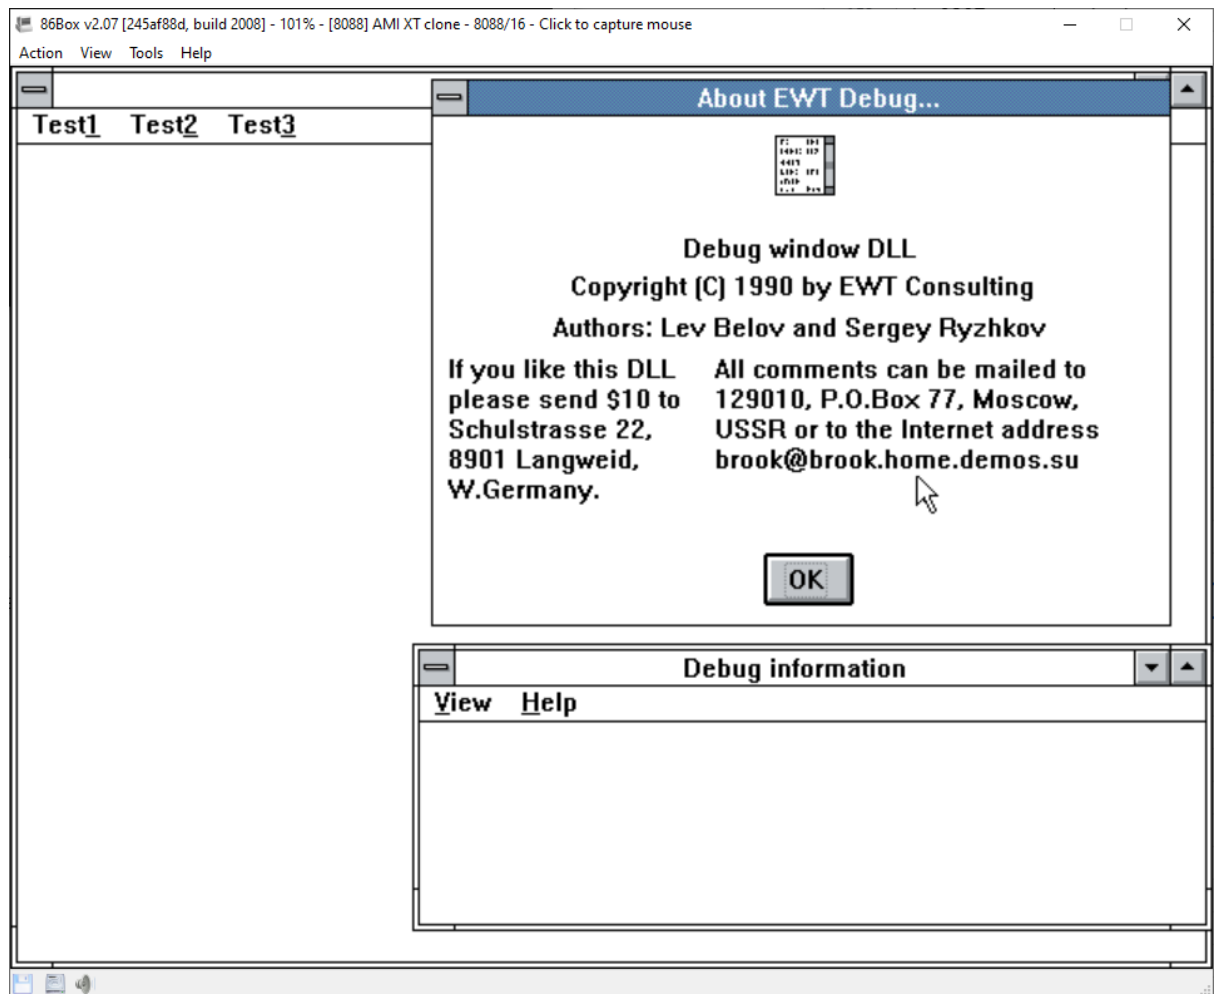 86Box v2.07 [245af88d, build 2008] - 101% - [8088] AMI XT clone - 8088/16 - Click to capture mouse
Action View Tools Help
Test1 Test2 Test3
About EWT Debug...
Debug window DLL
Copyright (C) 1990 by EWT Consulting
Authors: Lev Belov and Sergey Ryzhkov
If you like this DLL
please send $10 to
Schulstrasse 22,
8901 Langweid,
W.Germany.
All comments can be mailed to
129010, P.O.Box 77, Moscow,
USSR or to the Internet address
brook@brook.home.demos.su
OK
Debug information
View Help